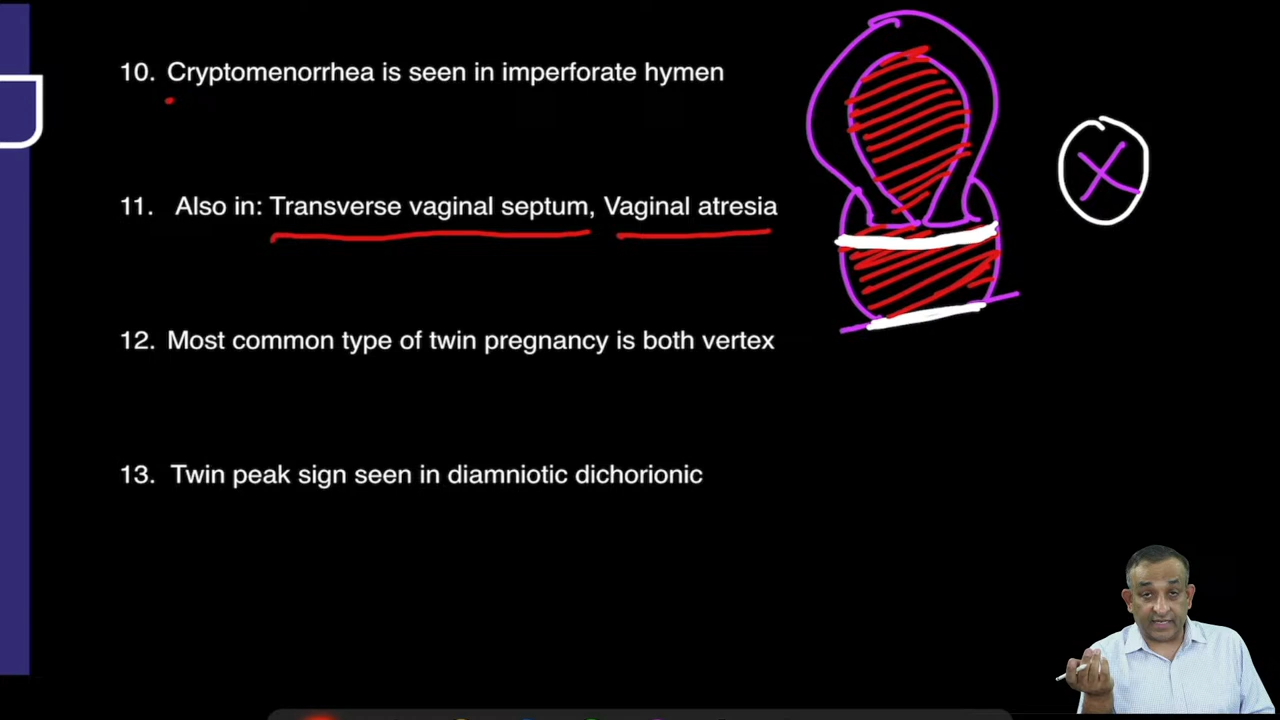 10. Cryptomenorrhea is seen in imperforate hymen
11. Also in: Transverse vaginal septum, Vaginal atresia
12. Most common type of twin pregnancy is both vertex
13. Twin peak sign seen in diamniotic dichorionic